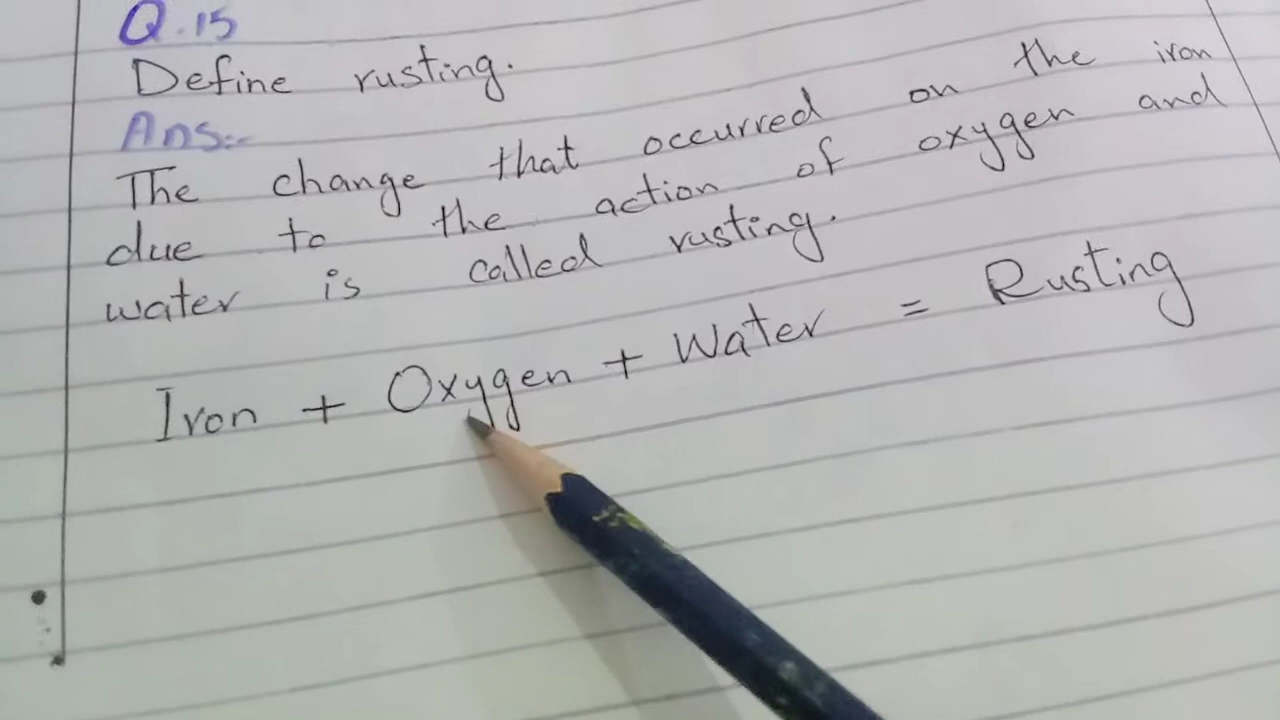 Q.15
Define rusting.
Ans:-
The change that occurred on the iron
due to the action of oxygen and
water is called rusting.
Iron + Oxygen + Water = Rusting